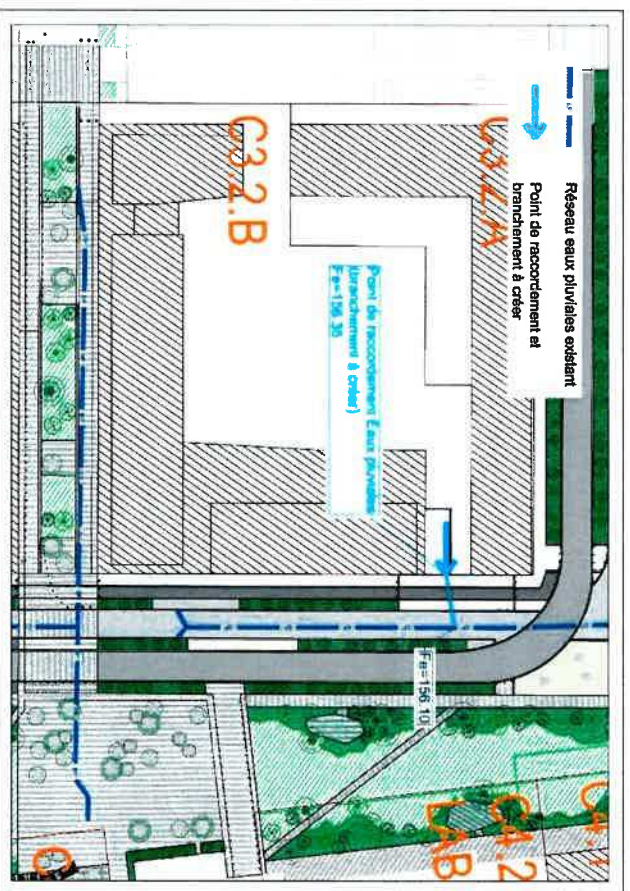 Réseau eaux pluviales existant
Point de raccordement et
branchement à créer
C3.2.A
C3.2.B
Point de raccordement Eaux pluviales
(branchement à créer)
Fe=156.35
Fe=156.10
C4.2
LAB